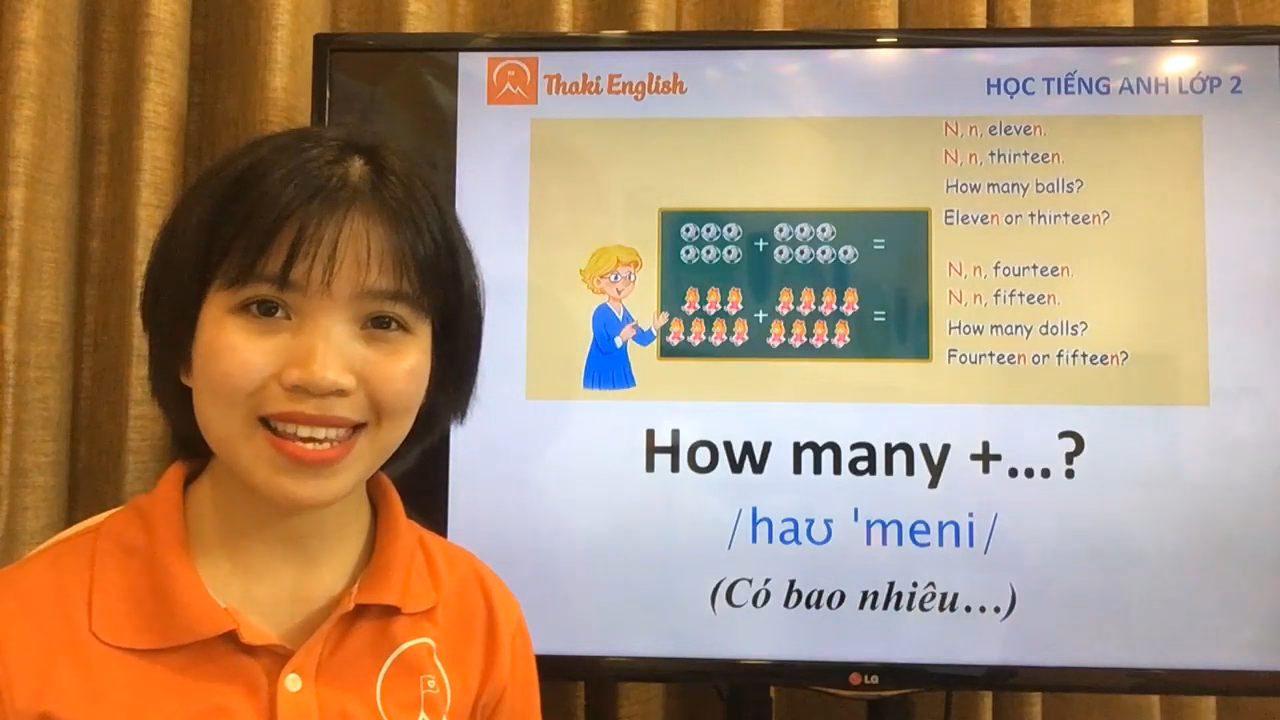 Thaki English
HỌC TIẾNG ANH LỚP 2
N, n, eleven.
N, n, thirteen.
How many balls?
Eleven or thirteen?
N, n, fourteen.
N, n, fifteen.
How many dolls?
Fourteen or fifteen?
+ =
+ =
How many +...?
/haʊ ˈmeni/
(Có bao nhiêu...)
LG